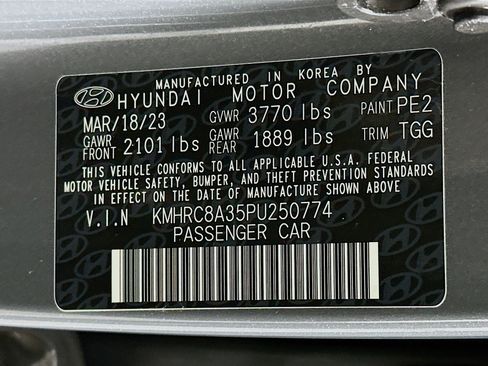 MANUFACTURED IN KOREA BY
HYUNDAI MOTOR COMPANY
MAR/18/23 GVWR 3770 lbs PAINT PE2
GAWR FRONT 2101 lbs GAWR REAR 1889 lbs TRIM TGG
THIS VEHICLE CONFORMS TO ALL APPLICABLE U.S.A. FEDERAL
MOTOR VEHICLE SAFETY, BUMPER, AND THEFT PREVENTION STANDARDS
IN EFFECT ON THE DATE OF MANUFACTURE SHOWN ABOVE.
V.I.N KMHRC8A35PU250774
PASSENGER CAR